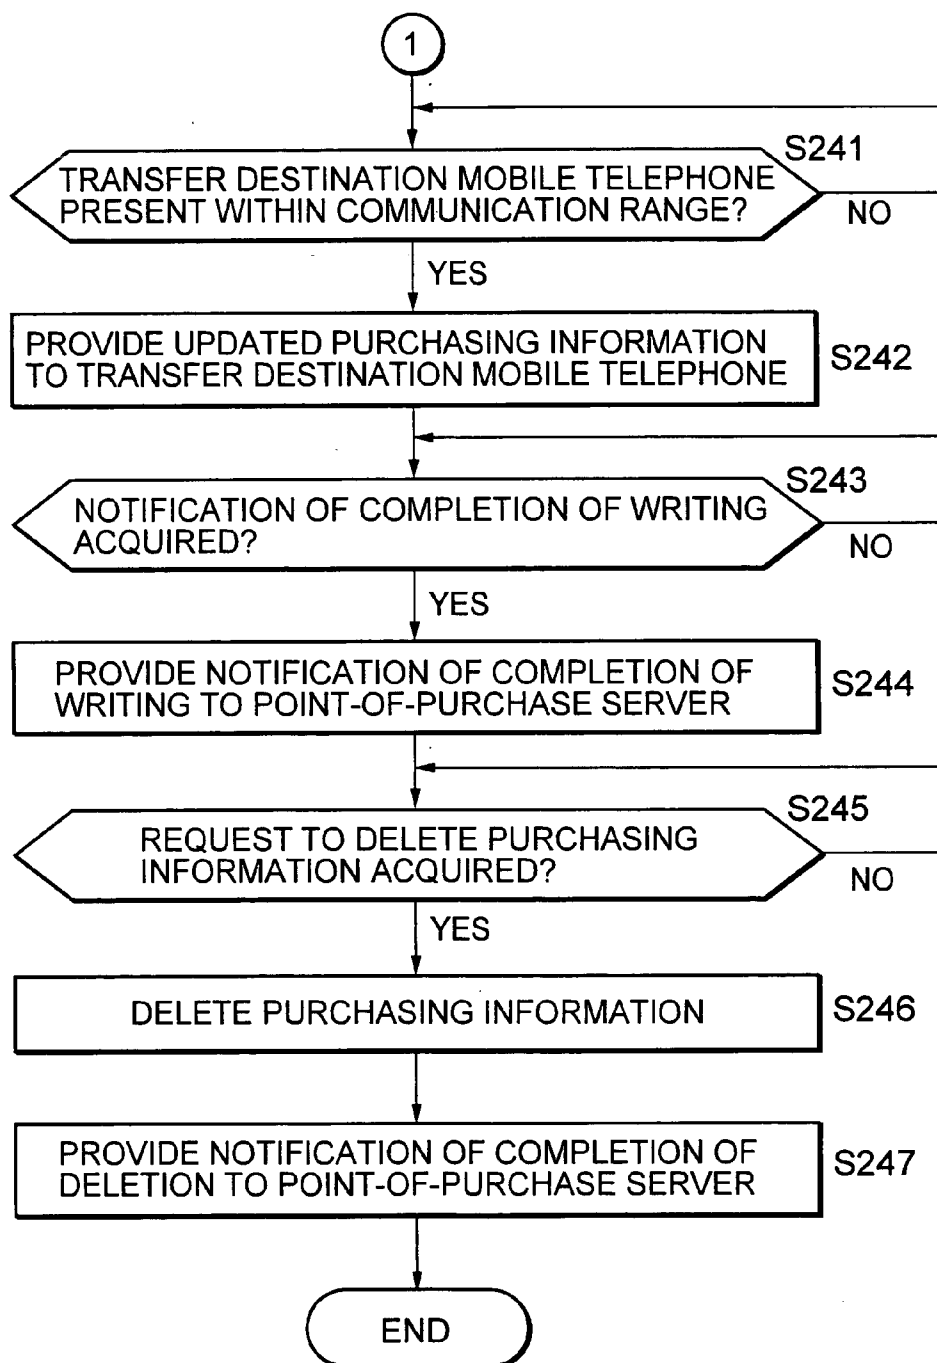 1
S241
TRANSFER DESTINATION MOBILE TELEPHONE
PRESENT WITHIN COMMUNICATION RANGE?
NO
YES
PROVIDE UPDATED PURCHASING INFORMATION
TO TRANSFER DESTINATION MOBILE TELEPHONE
S242
S243
NOTIFICATION OF COMPLETION OF WRITING
ACQUIRED?
NO
YES
PROVIDE NOTIFICATION OF COMPLETION OF
WRITING TO POINT-OF-PURCHASE SERVER
S244
S245
REQUEST TO DELETE PURCHASING
INFORMATION ACQUIRED?
NO
YES
DELETE PURCHASING INFORMATION
S246
PROVIDE NOTIFICATION OF COMPLETION OF
DELETION TO POINT-OF-PURCHASE SERVER
S247
END